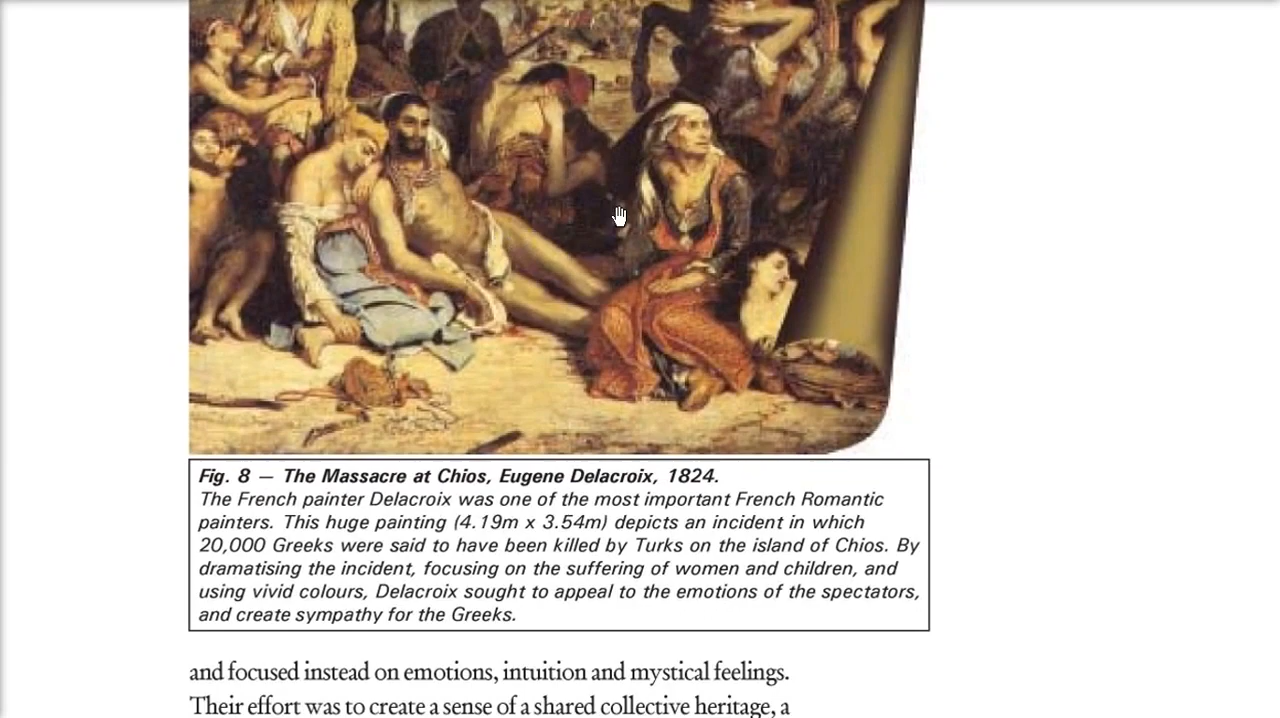 Fig. 8 — The Massacre at Chios, Eugene Delacroix, 1824.
The French painter Delacroix was one of the most important French Romantic
painters. This huge painting (4.19m x 3.54m) depicts an incident in which
20,000 Greeks were said to have been killed by Turks on the island of Chios. By
dramatising the incident, focusing on the suffering of women and children, and
using vivid colours, Delacroix sought to appeal to the emotions of the spectators,
and create sympathy for the Greeks.
and focused instead on emotions, intuition and mystical feelings.
Their effort was to create a sense of a shared collective heritage, a